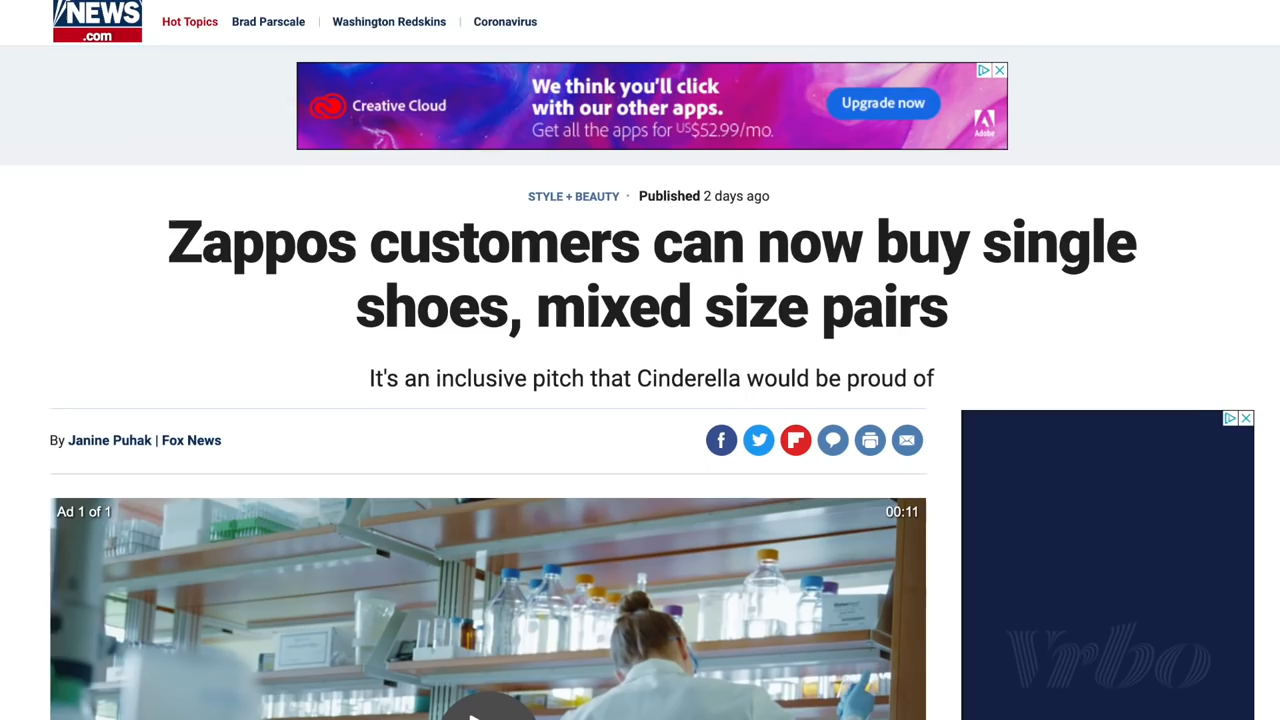 NEWS
.com
Hot Topics Brad Parscale Washington Redskins Coronavirus
Creative Cloud
We think you'll click
with our other apps.
Get all the apps for US$52.99/mo.
Upgrade now
Adobe
STYLE + BEAUTY · Published 2 days ago
Zappos customers can now buy single
shoes, mixed size pairs
It's an inclusive pitch that Cinderella would be proud of
By Janine Puhak | Fox News
Ad 1 of 1
00:11
Vrbo